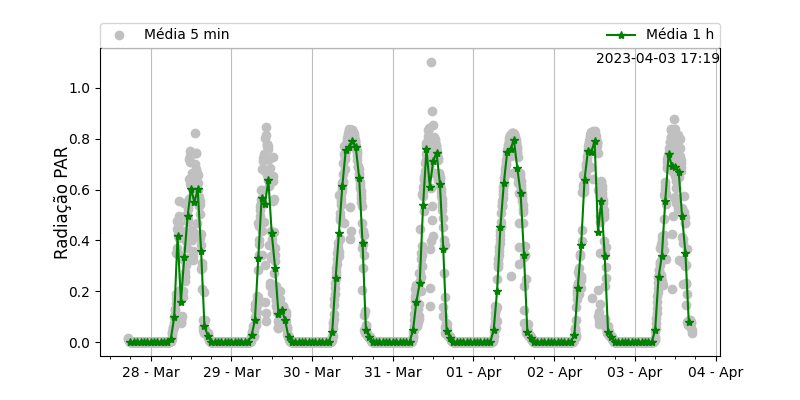 Média 5 min
Média 1 h
2023-04-03 17:19
Radiação PAR
1.0
0.8
0.6
0.4
0.2
0.0
28 - Mar
29 - Mar
30 - Mar
31 - Mar
01 - Apr
02 - Apr
03 - Apr
04 - Apr